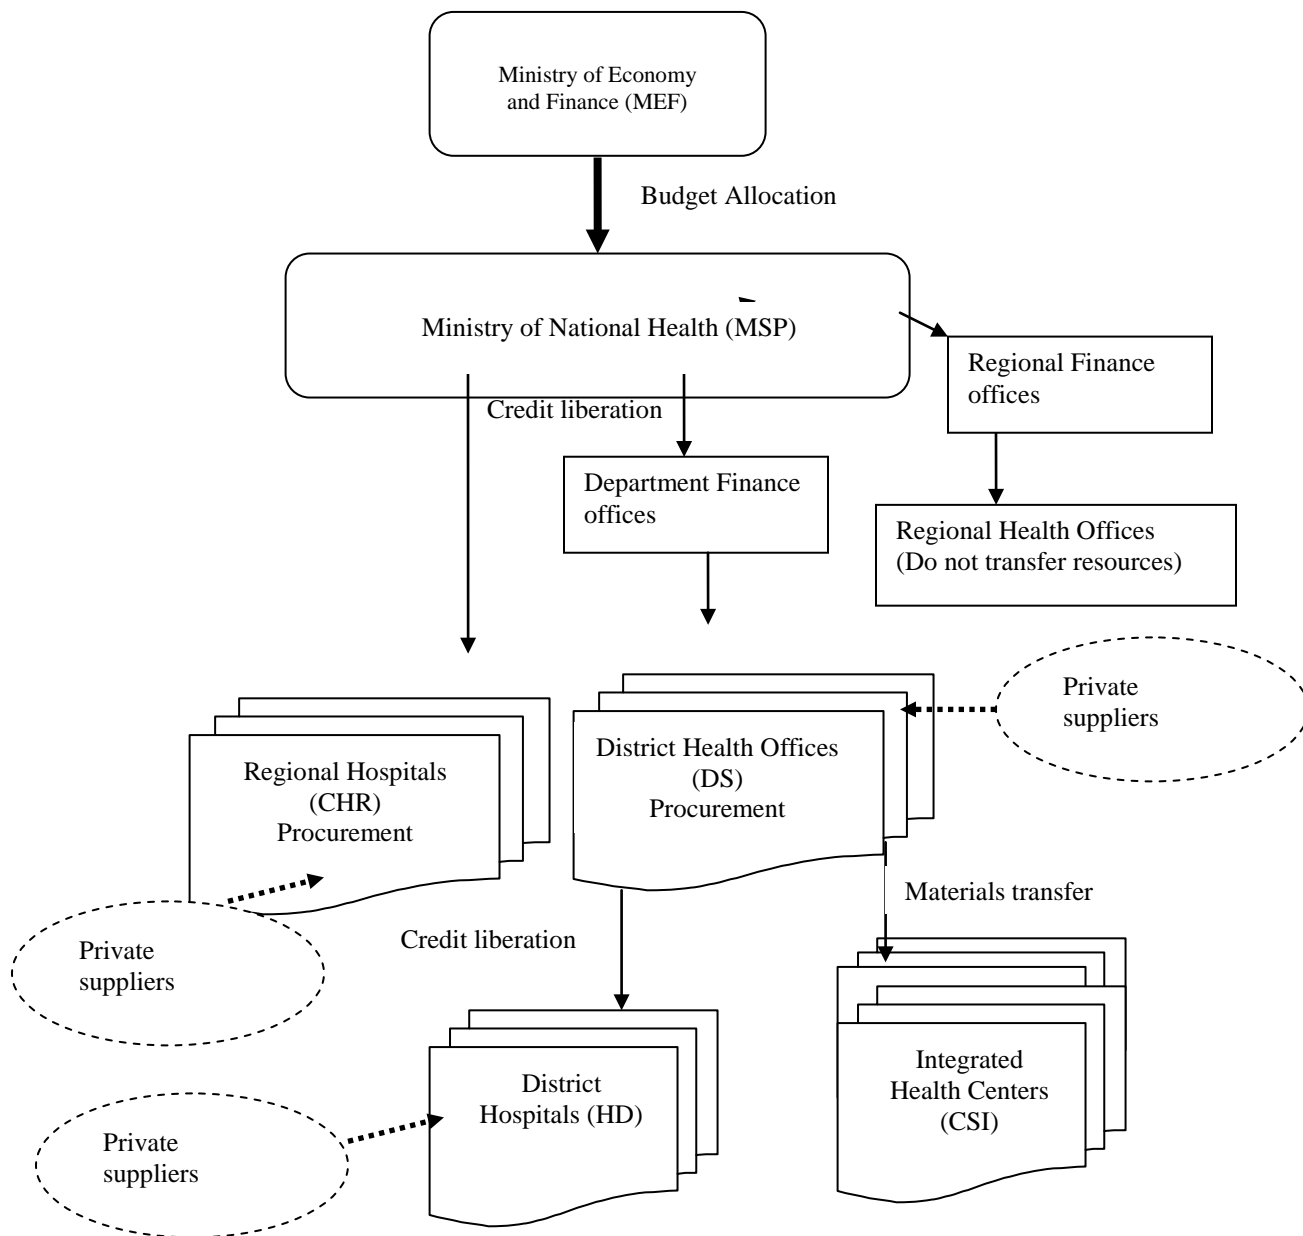 Ministry of Economy
and Finance (MEF)
Budget Allocation
Ministry of National Health (MSP)
Regional Finance
offices
Credit liberation
Department Finance
offices
Regional Health Offices
(Do not transfer resources)
Private
suppliers
District Health Offices
(DS)
Procurement
Regional Hospitals
(CHR)
Procurement
Materials transfer
Credit liberation
Private
suppliers
District
Hospitals (HD)
Integrated
Health Centers
(CSI)
Private
suppliers